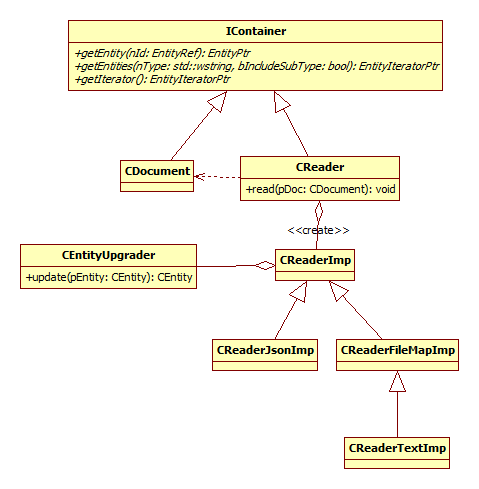 IContainer
+getEntity(nId: EntityRef): EntityPtr
+getEntities(nType: std::wstring, bIncludeSubType: bool): EntityIteratorPtr
+getIterator(): EntityIteratorPtr
CDocument
CReader
+read(pDoc: CDocument): void
<<create>>
CEntityUpgrader
+update(pEntity: CEntity): CEntity
CReaderImp
CReaderJsonImp
CReaderFileMapImp
CReaderTextImp